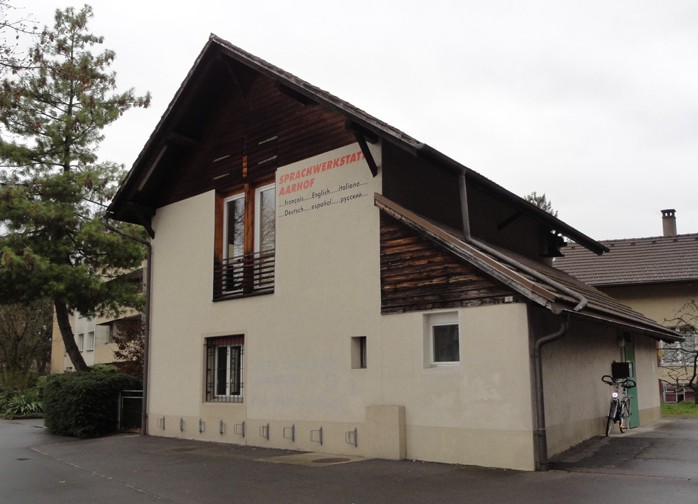 SPRACHWERKSTATT
AARHOF
...français....English....italiano....
...Deutsch....español....русский....